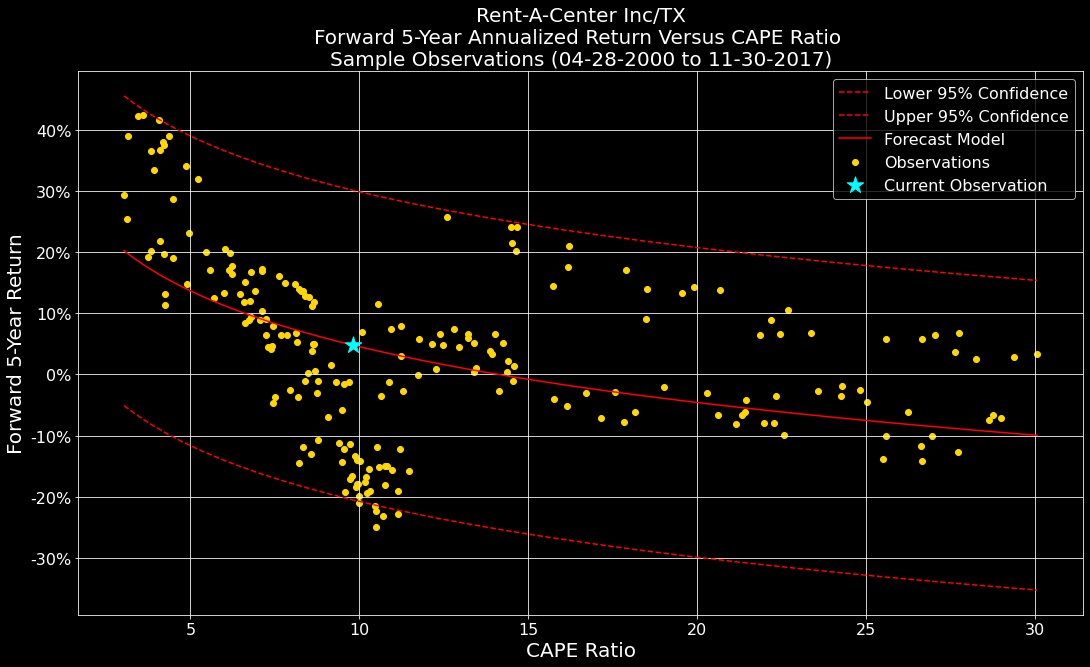 Rent-A-Center Inc/TX
Forward 5-Year Annualized Return Versus CAPE Ratio
Sample Observations (04-28-2000 to 11-30-2017)
Lower 95% Confidence
Upper 95% Confidence
Forecast Model
Observations
Current Observation
Forward 5-Year Return
40%
30%
20%
10%
0%
-10%
-20%
-30%
5
10
15
20
25
30
CAPE Ratio